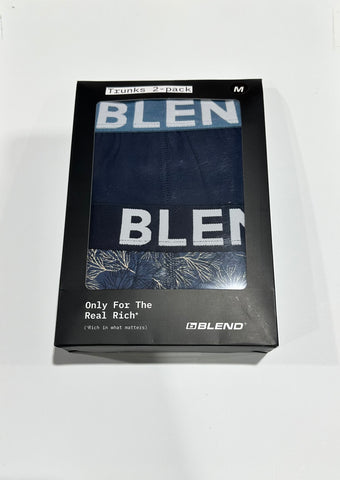 Trunks 2-pack
M
BLEN
BLEN
Only For The
Real Rich*
(*Rich in what matters)
BLEND